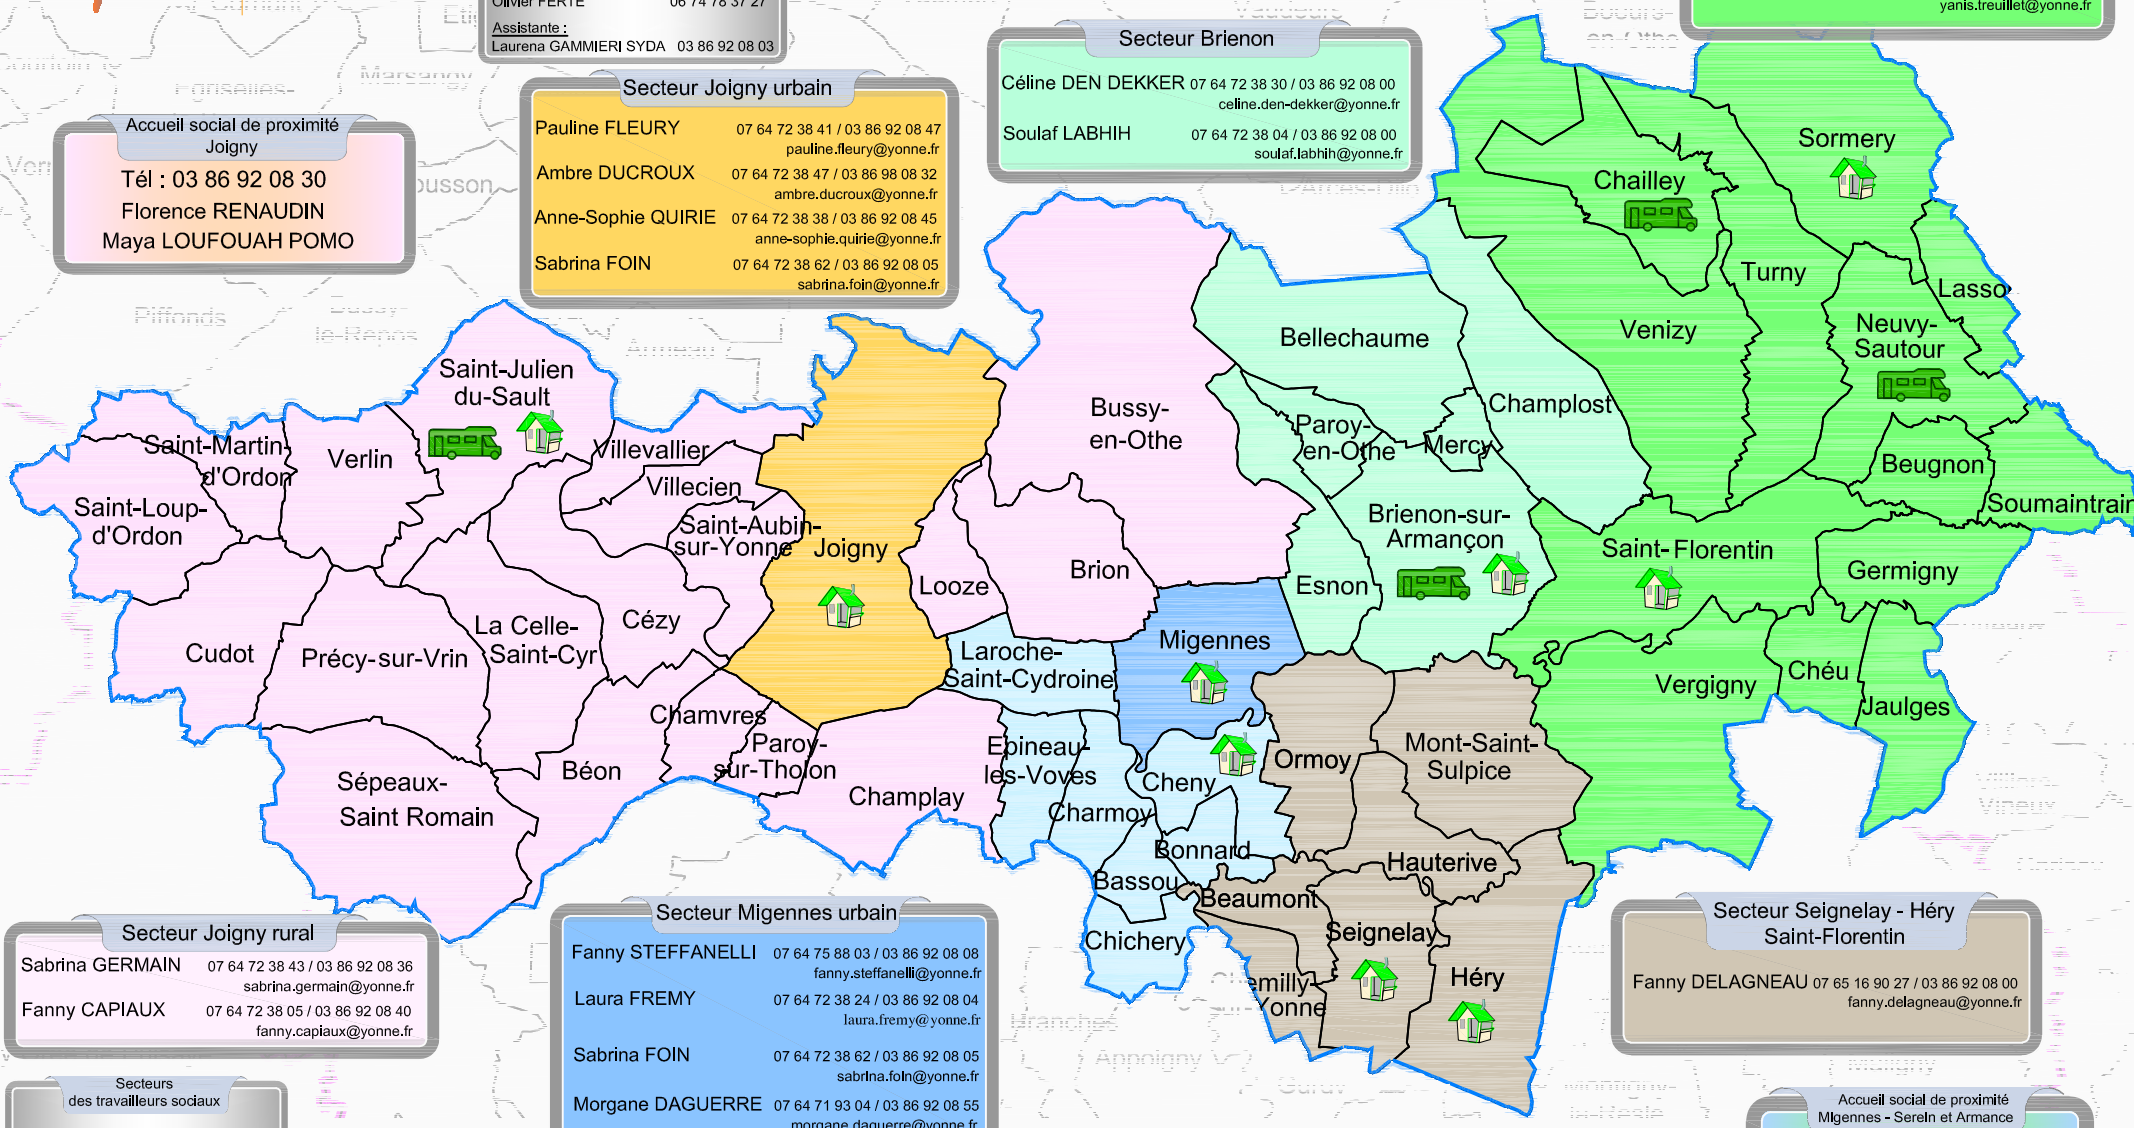 Olivier FERTE 06 74 78 37 27
Assistante :
Laurena GAMMIERI SYDA 03 86 92 08 03
yanis.treuillet@yonne.fr
Accueil social de proximité
Joigny
Tél : 03 86 92 08 30
Florence RENAUDIN
Maya LOUFOUAH POMO
Secteur Joigny urbain
Pauline FLEURY 07 64 72 38 41 / 03 86 92 08 47
pauline.fleury@yonne.fr
Ambre DUCROUX 07 64 72 38 47 / 03 86 98 08 32
ambre.ducroux@yonne.fr
Anne-Sophie QUIRIE 07 64 72 38 38 / 03 86 92 08 45
anne-sophie.quirie@yonne.fr
Sabrina FOIN 07 64 72 38 62 / 03 86 92 08 05
sabrina.foin@yonne.fr
Secteur Brienon
Céline DEN DEKKER 07 64 72 38 30 / 03 86 92 08 00
celine.den-dekker@yonne.fr
Soulaf LABHIH 07 64 72 38 04 / 03 86 92 08 00
soulaf.labhih@yonne.fr
Marsangy
Piffonds
Sormery
Chailley
Turny
Lasso
Venizy
Neuvy-
Sautour
Bellechaume
Champlost
Saint-Julien
du-Sault
Bussy-
en-Othe
Paroy-
en-Othe
Mercy
Beugnon
Soumaintrain
Saint-Martin-
d'Ordon
Verlin
Villevallier
Villecien
Saint-Loup-
d'Ordon
Saint-Aubin-
sur-Yonne
Joigny
Looze
Brion
Esnon
Brienon-sur-
Armançon
Saint-Florentin
Germigny
Cudot
Précy-sur-Vrin
La Celle-
Saint-Cyr
Cézy
Laroche-
Saint-Cydroine
Migennes
Vergigny
Chéu
Jaulges
Chamvres
Paroy-
sur-Tholon
Sépeaux-
Saint Romain
Béon
Champlay
Epineau-
les-Voves
Charmoy
Cheny
Ormoy
Mont-Saint-
Sulpice
Bonnard
Bassou
Hauterive
Beaumont
Chichery
Seignelay
Héry
emilly-
Yonne
Appoigny
Secteur Joigny rural
Sabrina GERMAIN 07 64 72 38 43 / 03 86 92 08 36
sabrina.germain@yonne.fr
Fanny CAPIAUX 07 64 72 38 05 / 03 86 92 08 40
fanny.capiaux@yonne.fr
Secteur Migennes urbain
Fanny STEFFANELLI 07 64 75 88 03 / 03 86 92 08 08
fanny.steffanelli@yonne.fr
Laura FREMY 07 64 72 38 24 / 03 86 92 08 04
laura.fremy@yonne.fr
Sabrina FOIN 07 64 72 38 62 / 03 86 92 08 05
sabrina.foin@yonne.fr
Morgane DAGUERRE 07 64 71 93 04 / 03 86 92 08 55
morgane.daguerre@yonne.fr
Secteur Seignelay - Héry
Saint-Florentin
Fanny DELAGNEAU 07 65 16 90 27 / 03 86 92 08 00
fanny.delagneau@yonne.fr
Secteurs
des travailleurs sociaux
Accueil social de proximité
Migennes - Serein et Armance